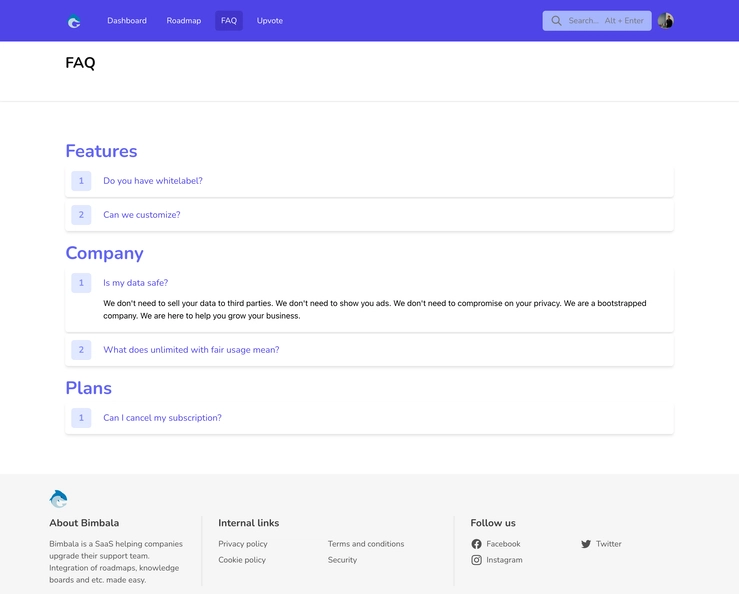 Dashboard Roadmap FAQ Upvote Search... Alt + Enter
FAQ
Features
1 Do you have whitelabel?
2 Can we customize?
Company
1 Is my data safe?
We don't need to sell your data to third parties. We don't need to show you ads. We don't need to compromise on your privacy. We are a bootstrapped
company. We are here to help you grow your business.
2 What does unlimited with fair usage mean?
Plans
1 Can I cancel my subscription?
About Bimbala
Bimbala is a SaaS helping companies
upgrade their support team.
Integration of roadmaps, knowledge
boards and etc. made easy.
Internal links
Privacy policy Terms and conditions
Cookie policy Security
Follow us
Facebook Twitter
Instagram